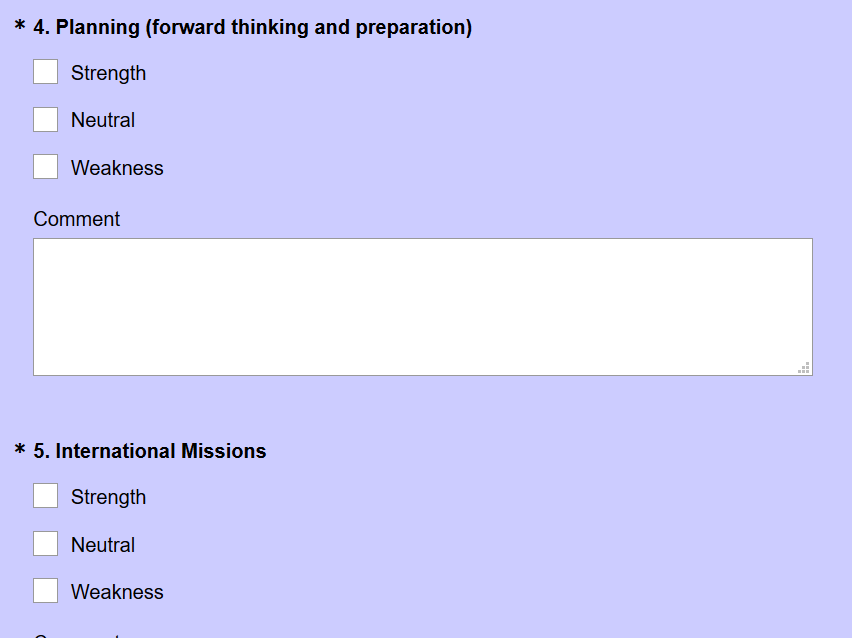 * 4. Planning (forward thinking and preparation)
Strength
Neutral
Weakness
Comment
* 5. International Missions
Strength
Neutral
Weakness